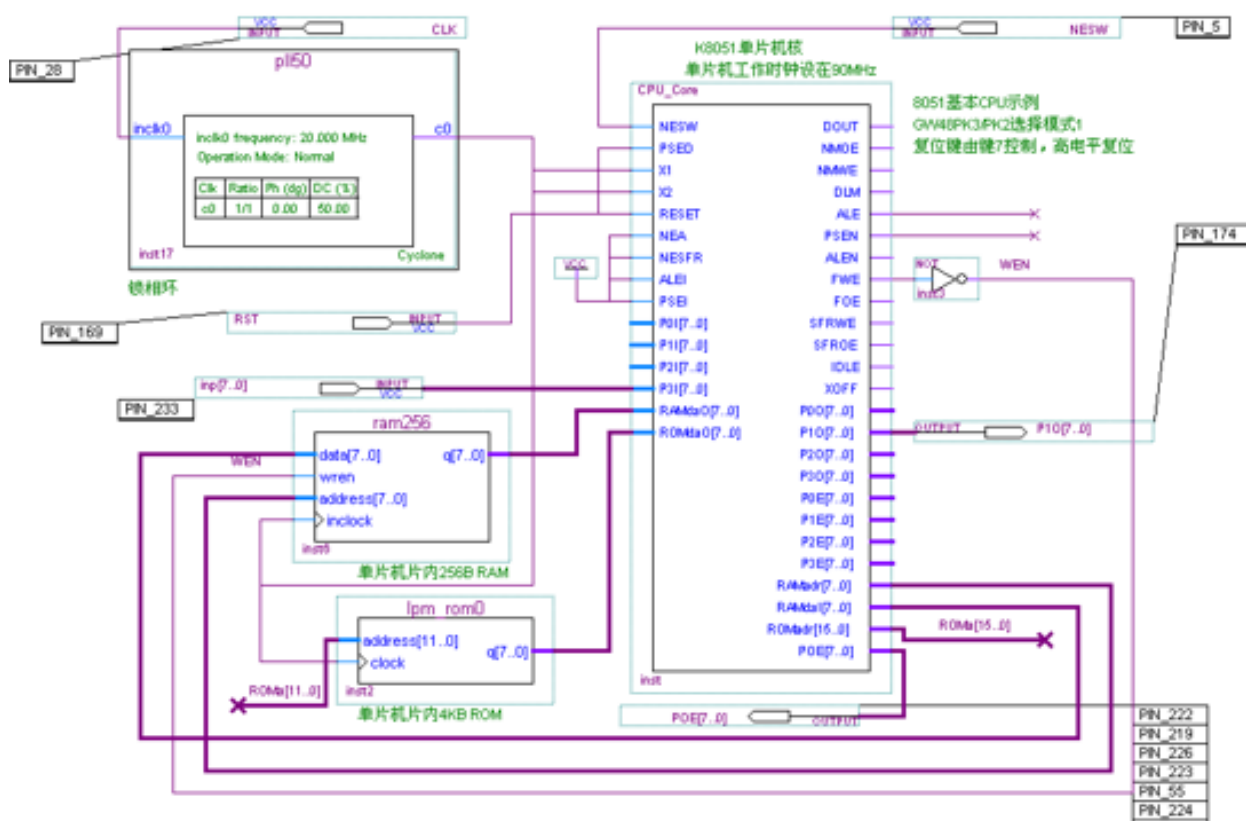 VCC
INPUT
CLK
PIN_28
pll50
inclk0
c0
inclk0 frequency: 20.000 MHz
Operation Mode: Normal
Clk Ratio Ph (dg) DC (%)
c0 1/1 0.00 50.00
inst17
Cyclone
锁相环
VCC
INPUT
NESW
PIN_5
K8051单片机核
单片机工作时钟设在90MHz
8051基本CPU示例
GW48PK3/PK2选择模式1
复位键由键7控制，高电平复位
CPU_Core
NESW DOUT
PSED NMOE
X1 NMWE
X2 DLM
RESET ALE
NEA PSEN
NESFR ALEN
ALEI FWE
PSEI FOE
P0I[7..0] SFRWE
P1I[7..0] SFROE
P2I[7..0] IDLE
P3I[7..0] XOFF
RAMdaO[7..0] P0O[7..0]
ROMdaO[7..0] P1O[7..0]
P2O[7..0]
P3O[7..0]
P0E[7..0]
P1E[7..0]
P2E[7..0]
P3E[7..0]
RAMadr[7..0]
RAMdaI[7..0]
ROMadr[15..0]
POE[7..0]
inst
VCC
NOT
WEN
PIN_174
PIN_169
RST
INPUT
VCC
inp[7..0]
INPUT
VCC
PIN_233
OUTPUT
P1O[7..0]
ram256
data[7..0] q[7..0]
WEN
wren
address[7..0]
inclock
单片机片内256B RAM
lpm_rom0
address[11..0]
q[7..0]
clock
inst2
ROMa[11..0]
单片机片内4KB ROM
ROMa[15..0]
POE[7..0]
OUTPUT
PIN_222
PIN_219
PIN_226
PIN_223
PIN_55
PIN_224